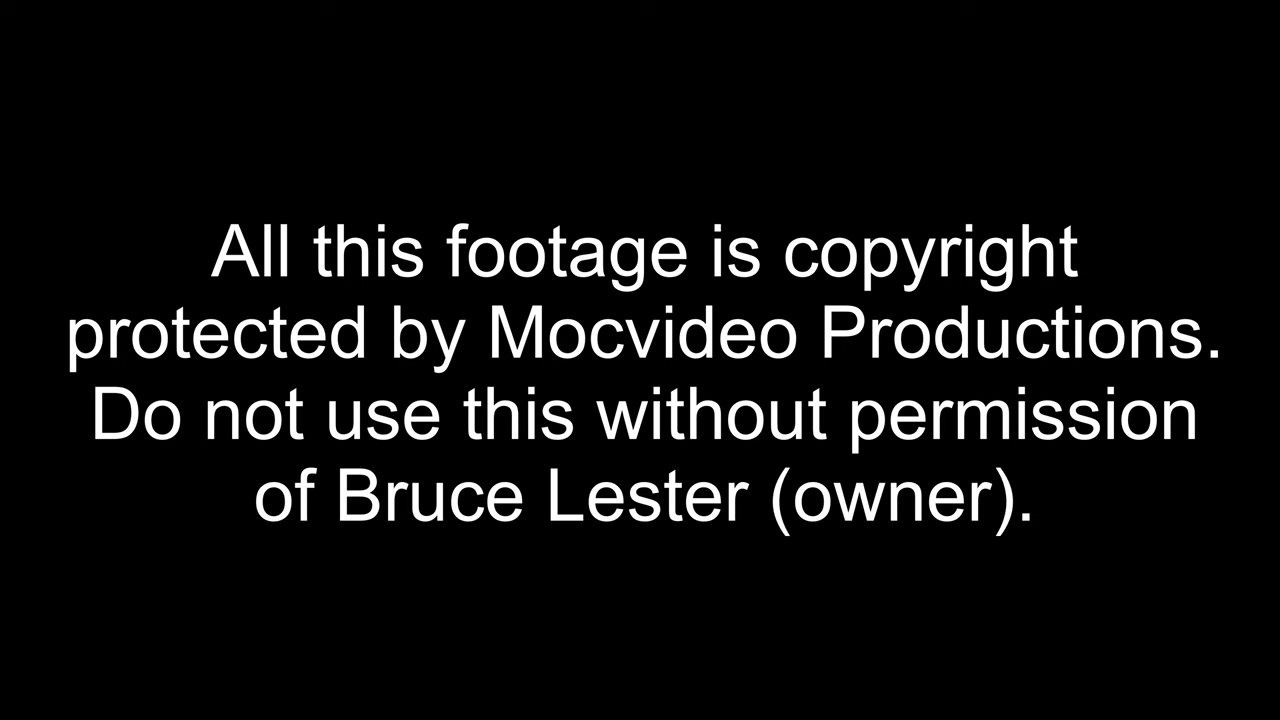 All this footage is copyright
protected by Mocvideo Productions.
Do not use this without permission
of Bruce Lester (owner).